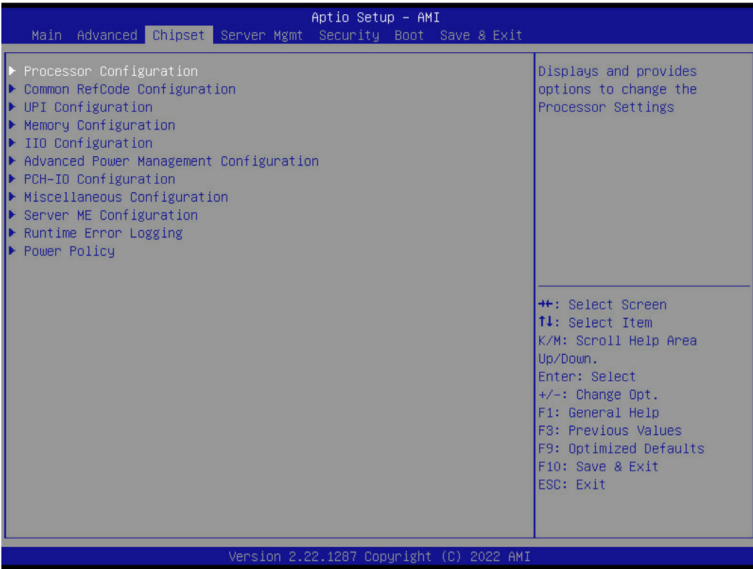 Aptio Setup – AMI
Main Advanced Chipset Server Mgmt Security Boot Save & Exit
▶ Processor Configuration
▶ Common RefCode Configuration
▶ UPI Configuration
▶ Memory Configuration
▶ IIO Configuration
▶ Advanced Power Management Configuration
▶ PCH-IO Configuration
▶ Miscellaneous Configuration
▶ Server ME Configuration
▶ Runtime Error Logging
▶ Power Policy
Displays and provides
options to change the
Processor Settings
→←: Select Screen
↑↓: Select Item
K/M: Scroll Help Area
Up/Down.
Enter: Select
+/-: Change Opt.
F1: General Help
F3: Previous Values
F9: Optimized Defaults
F10: Save & Exit
ESC: Exit
Version 2.22.1287 Copyright (C) 2022 AMI